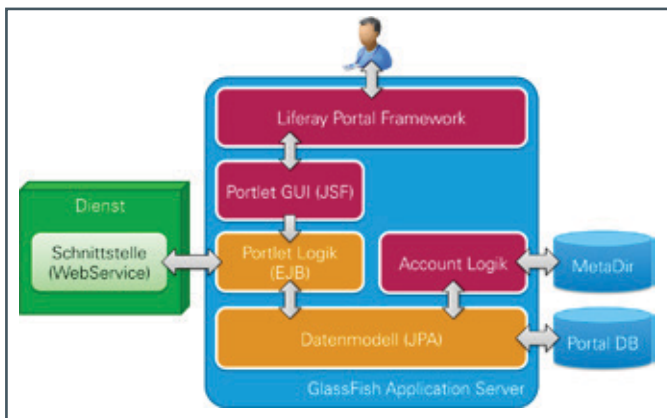 Liferay Portal Framework
Portlet GUI (JSF)
Dienst
Schnittstelle
(WebService)
Portlet Logik
(EJB)
Account Logik
MetaDir
Datenmodell (JPA)
Portal DB
GlassFish Application Server